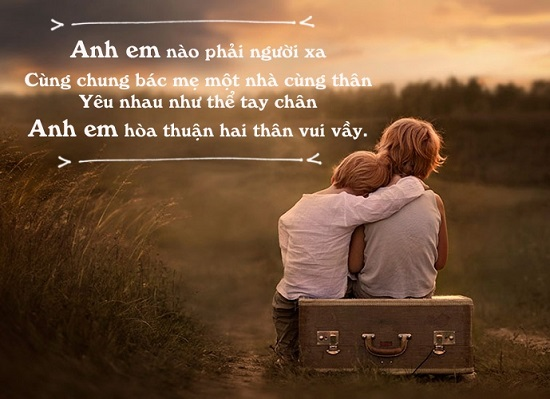 Anh em nào phải người xa
Cùng chung bác mẹ một nhà cùng thân
Yêu nhau như thể tay chân
Anh em hòa thuận hai thân vui vầy.